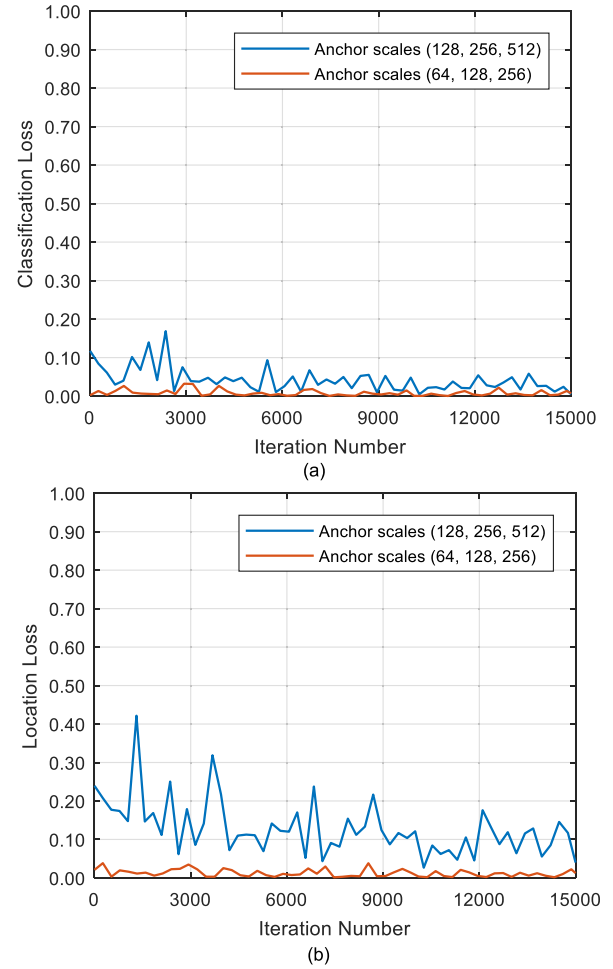 1.00
0.90
0.80
0.70
0.60
0.50
0.40
0.30
0.20
0.10
0.00
Classification Loss
Anchor scales (128, 256, 512)
Anchor scales (64, 128, 256)
0 3000 6000 9000 12000 15000
Iteration Number
(a)
1.00
0.90
0.80
0.70
0.60
0.50
0.40
0.30
0.20
0.10
0.00
Location Loss
Anchor scales (128, 256, 512)
Anchor scales (64, 128, 256)
0 3000 6000 9000 12000 15000
Iteration Number
(b)